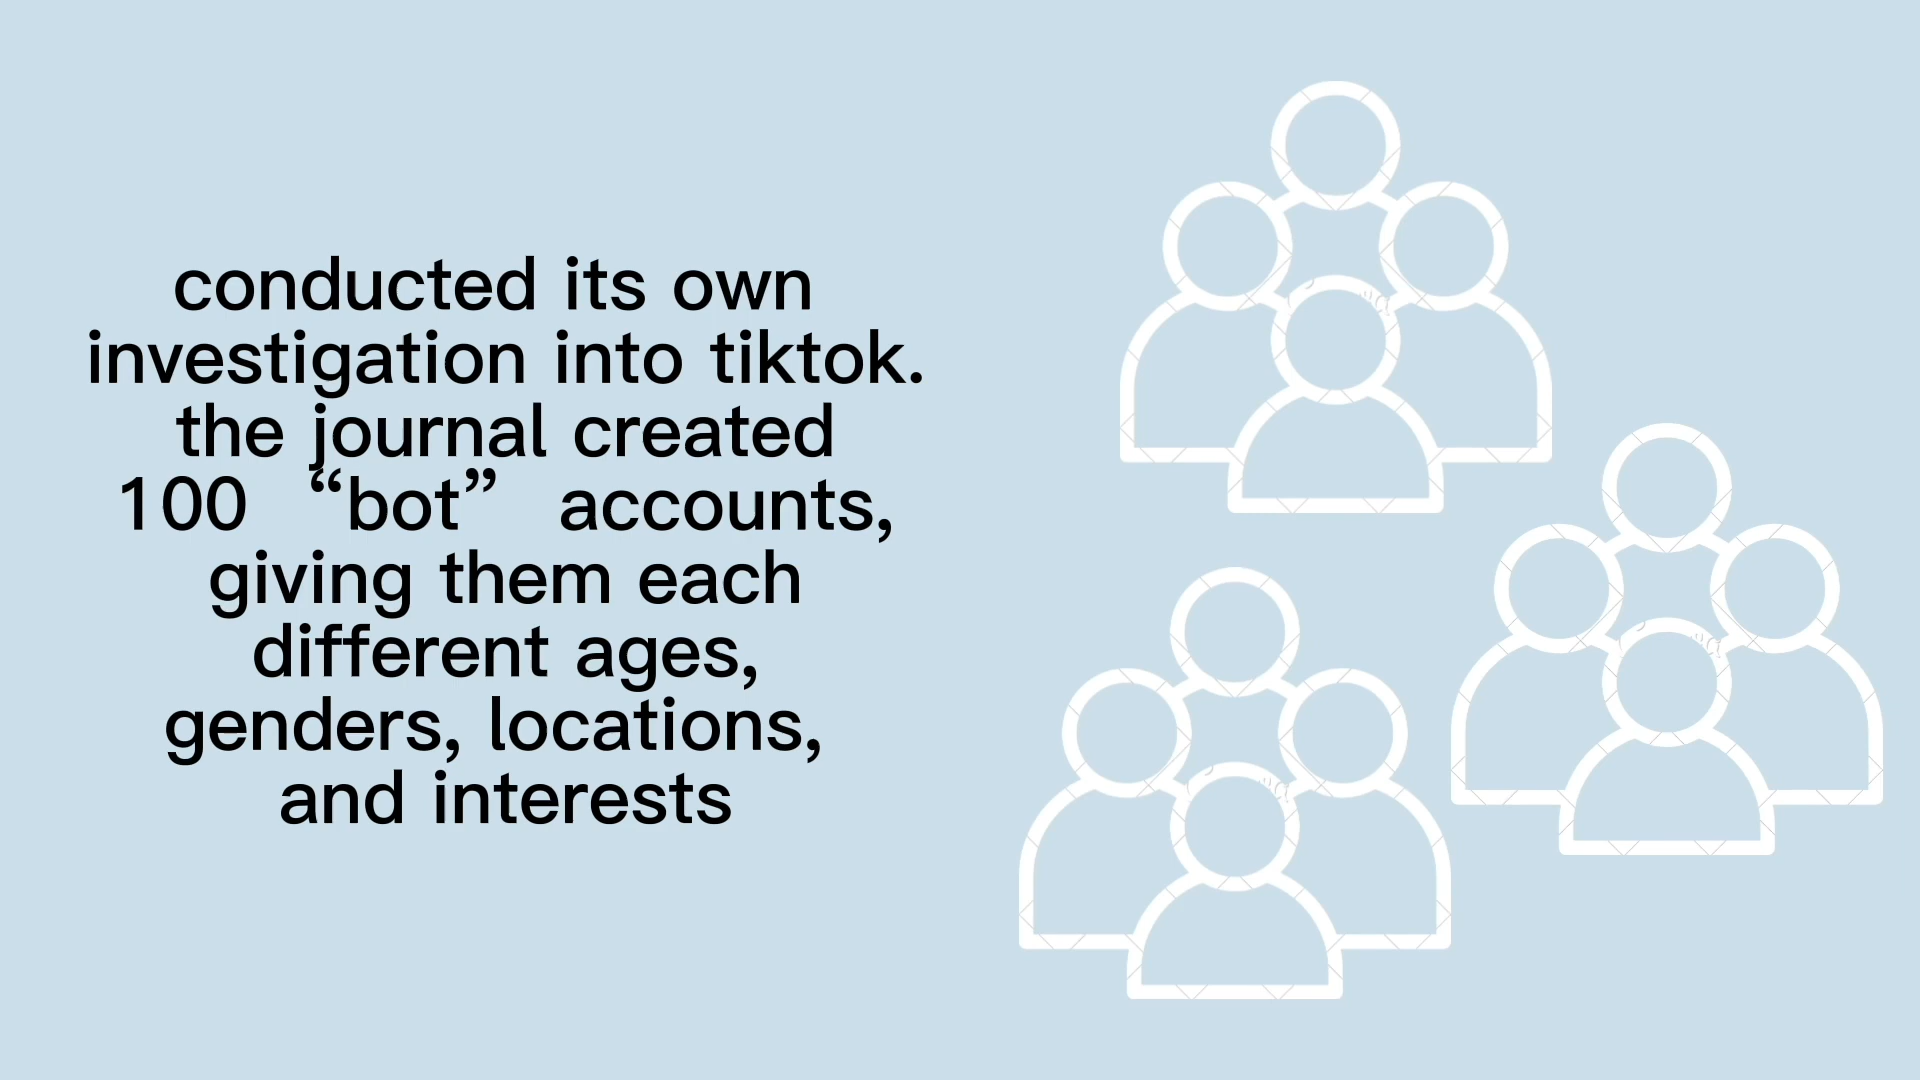 conducted its own
investigation into tiktok.
the journal created
100 “bot” accounts,
giving them each
different ages,
genders, locations,
and interests